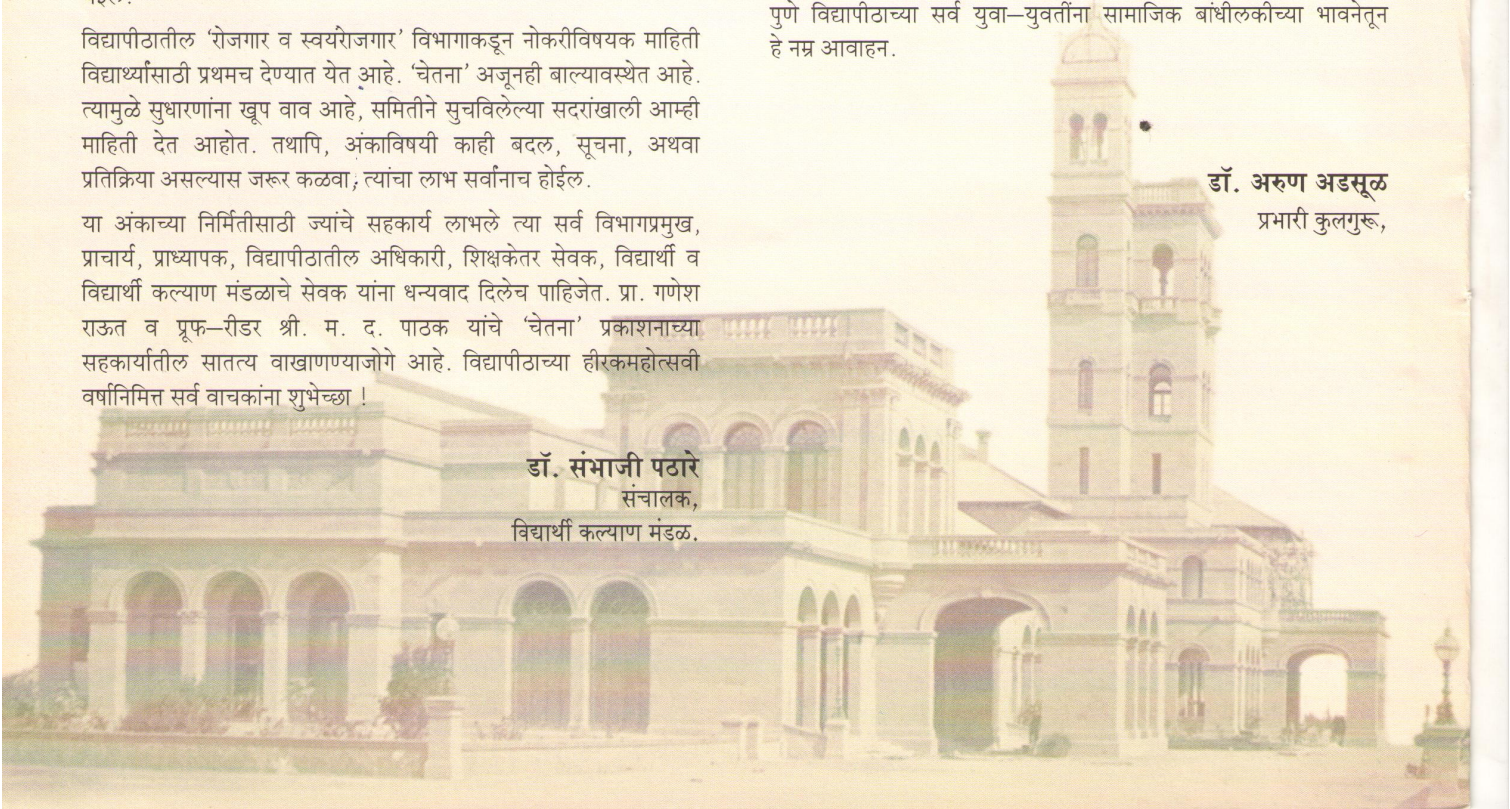 विद्यापीठातील ‘रोजगार व स्वयंरोजगार’ विभागाकडून नोकरीविषयक माहिती
विद्यार्थ्यांसाठी प्रथमच देण्यात येत आहे. ‘चेतना’ अजूनही बाल्यावस्थेत आहे.
त्यामुळे सुधारणांना खूप वाव आहे, समितीने सुचविलेल्या सदरांखाली आम्ही
माहिती देत आहोत. तथापि, अंकाविषयी काही बदल, सूचना, अथवा
प्रतिक्रिया असल्यास जरूर कळवा; त्यांचा लाभ सर्वांनाच होईल.
या अंकाच्या निर्मितीसाठी ज्यांचे सहकार्य लाभले त्या सर्व विभागप्रमुख,
प्राचार्य, प्राध्यापक, विद्यापीठातील अधिकारी, शिक्षकेतर सेवक, विद्यार्थी व
विद्यार्थी कल्याण मंडळाचे सेवक यांना धन्यवाद दिलेच पाहिजेत. प्रा. गणेश
राऊत व प्रूफ–रीडर श्री. म. द. पाठक यांचे ‘चेतना’ प्रकाशनाच्या
सहकार्यातील सातत्य वाखाणण्याजोगे आहे. विद्यापीठाच्या हीरकमहोत्सवी
वर्षानिमित्त सर्व वाचकांना शुभेच्छा !
डॉ. संभाजी पठारे
संचालक,
विद्यार्थी कल्याण मंडळ.
पुणे विद्यापीठाच्या सर्व युवा–युवतींना सामाजिक बांधीलकीच्या भावनेतून
हे नम्र आवाहन.
डॉ. अरुण अडसूळ
प्रभारी कुलगुरू,